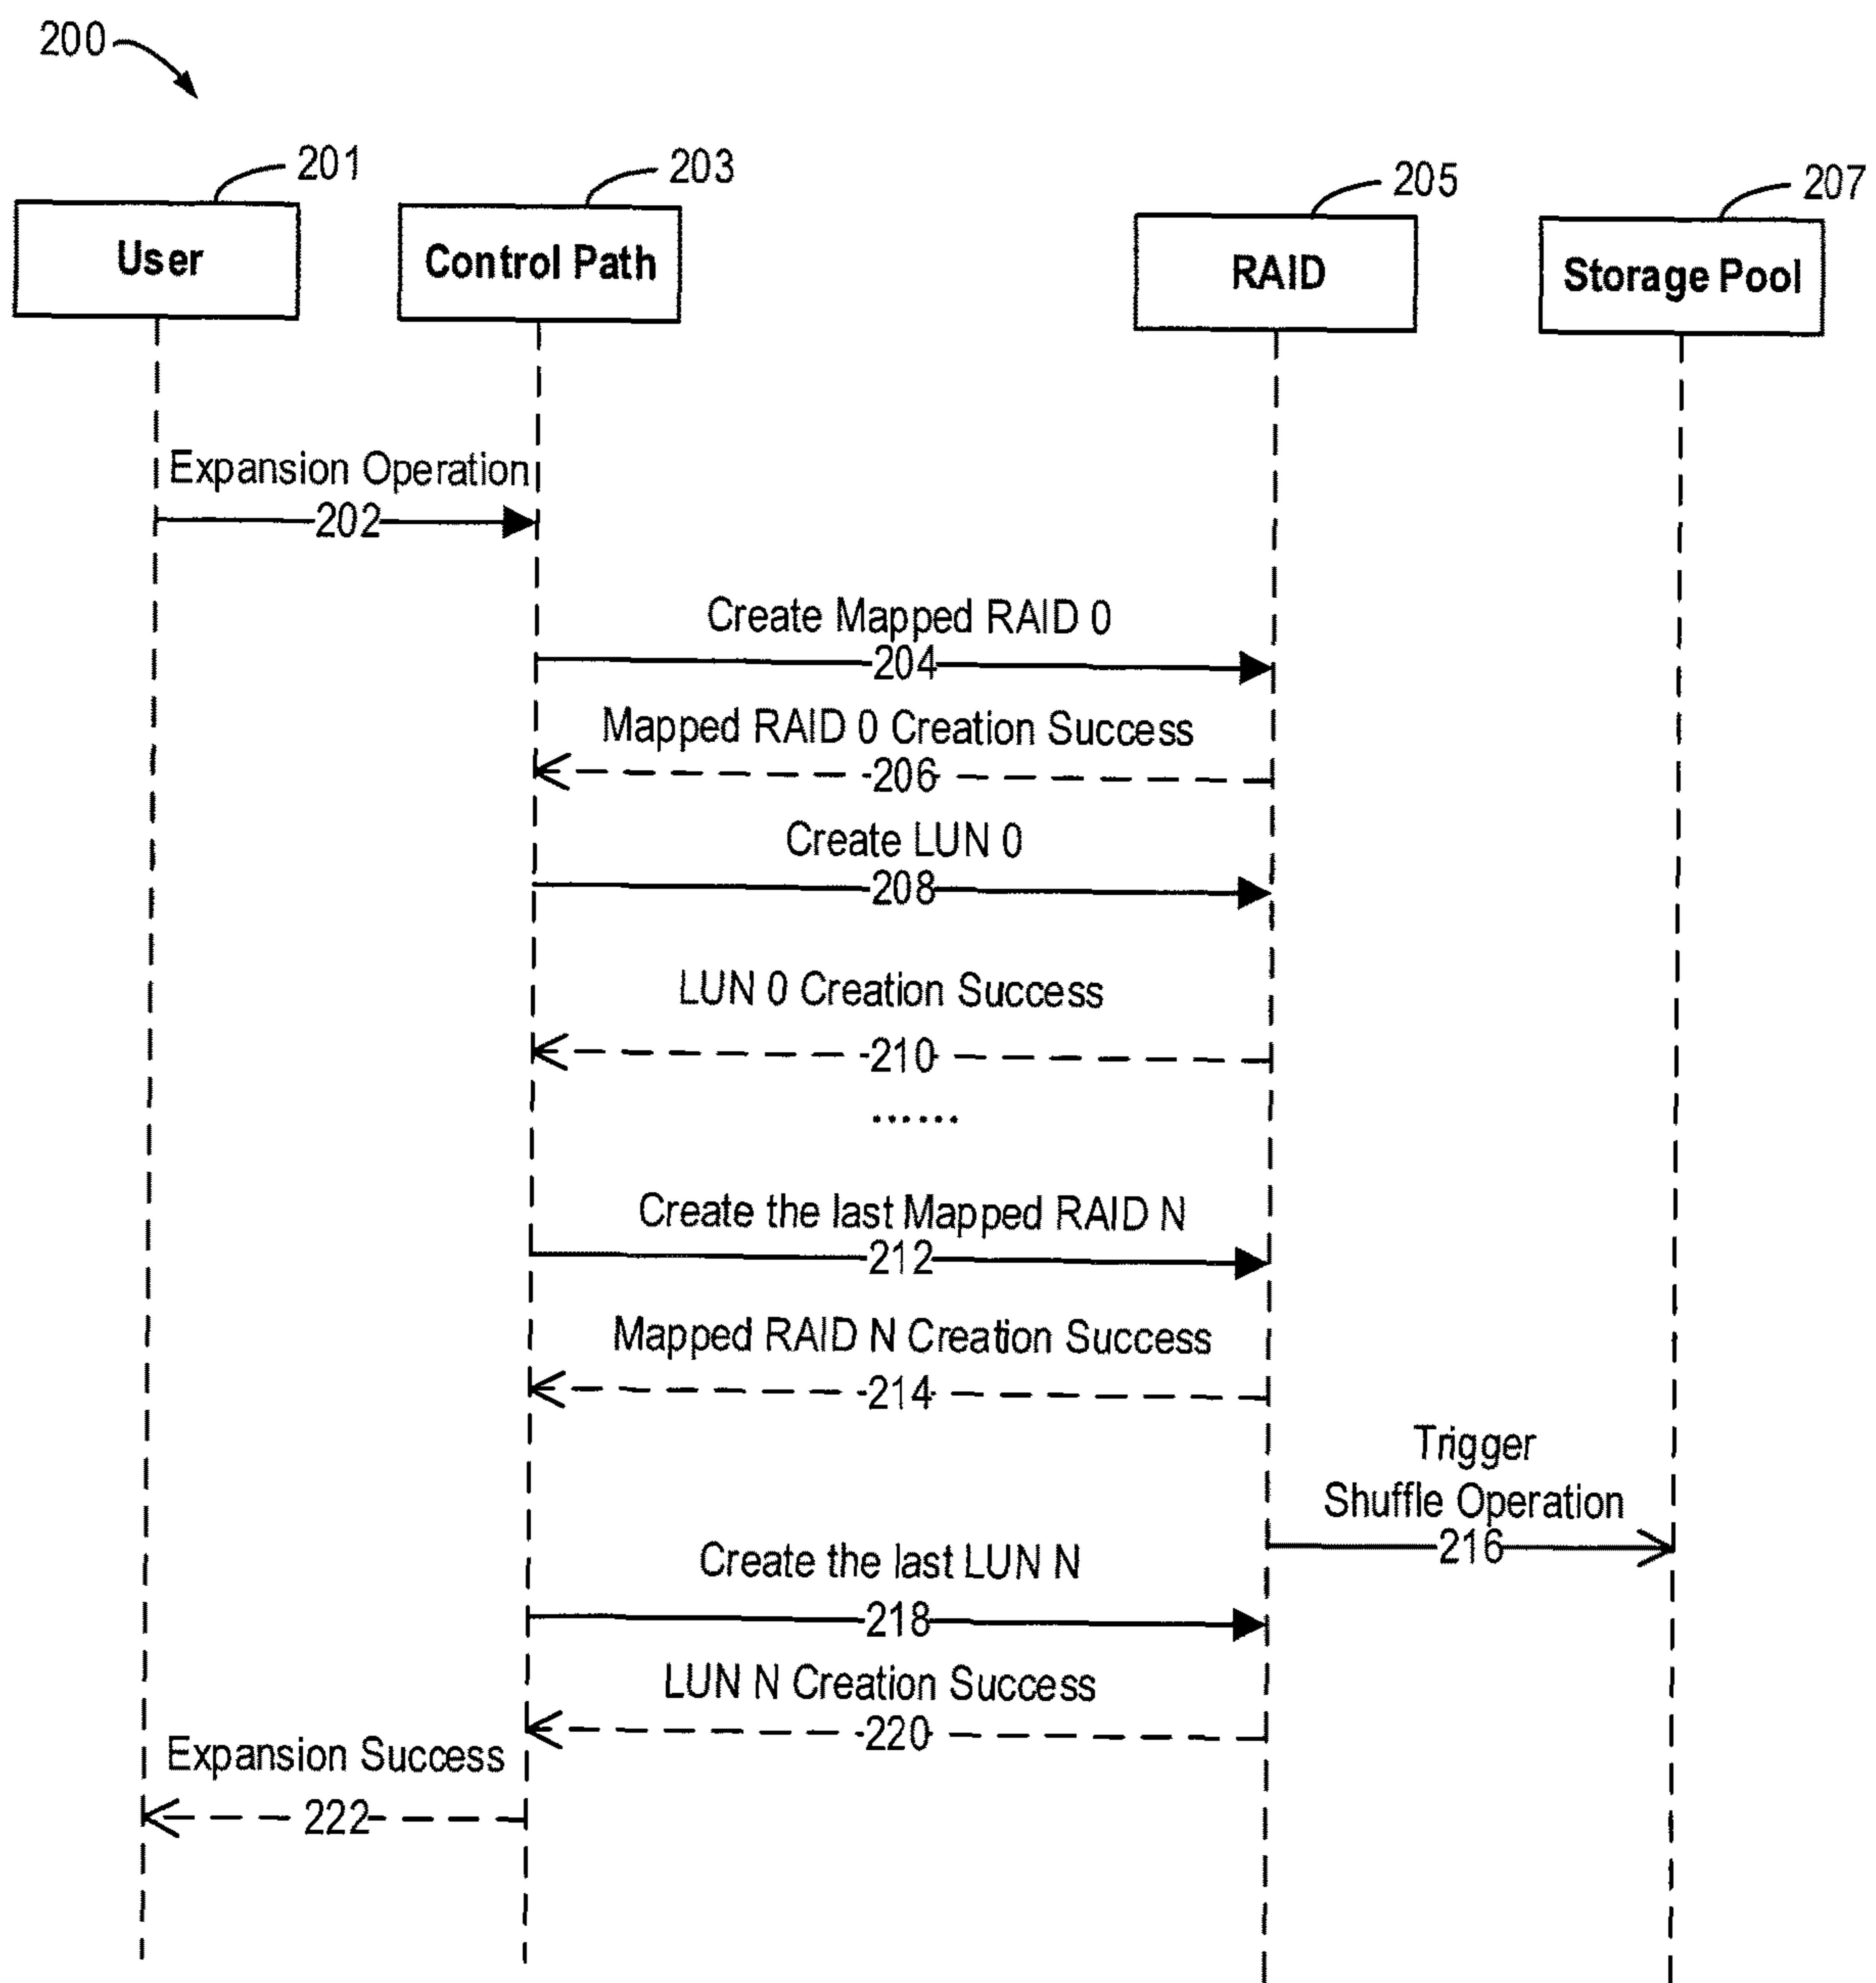 200
201
203
205
207
User
Control Path
RAID
Storage Pool
Expansion Operation
202
Create Mapped RAID 0
204
Mapped RAID 0 Creation Success
206
Create LUN 0
208
LUN 0 Creation Success
210
......
Create the last Mapped RAID N
212
Mapped RAID N Creation Success
214
Trigger
Shuffle Operation
216
Create the last LUN N
218
LUN N Creation Success
220
Expansion Success
222